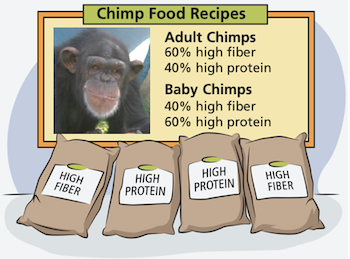 Chimp Food Recipes
Adult Chimps
60% high fiber
40% high protein
Baby Chimps
40% high fiber
60% high protein
HIGH
FIBER
HIGH
PROTEIN
HIGH
PROTEIN
HIGH
FIBER